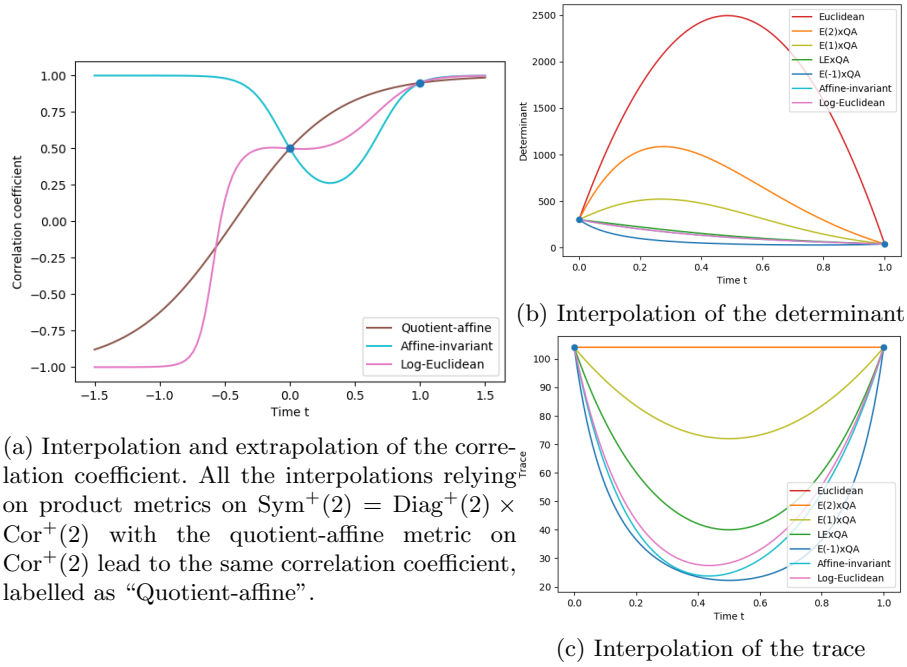 1.00
0.75
0.50
0.25
0.00
−0.25
−0.50
−0.75
−1.00
Correlation coefficient
−1.5
−1.0
−0.5
0.0
0.5
1.0
1.5
Time t
Quotient-affine
Affine-invariant
Log-Euclidean
(a) Interpolation and extrapolation of the corre-
lation coefficient. All the interpolations relying
on product metrics on Sym⁺(2) = Diag⁺(2) ×
Cor⁺(2) with the quotient-affine metric on
Cor⁺(2) lead to the same correlation coefficient,
labelled as “Quotient-affine”.
2500
2000
1500
1000
500
0
Determinant
0.0
0.2
0.4
0.6
0.8
1.0
Time t
Euclidean
E(2)xQA
E(1)xQA
LExQA
E(-1)xQA
Affine-invariant
Log-Euclidean
(b) Interpolation of the determinant
100
90
80
70
60
50
40
30
20
Trace
0.0
0.2
0.4
0.6
0.8
1.0
Time t
Euclidean
E(2)xQA
E(1)xQA
LExQA
E(-1)xQA
Affine-invariant
Log-Euclidean
(c) Interpolation of the trace